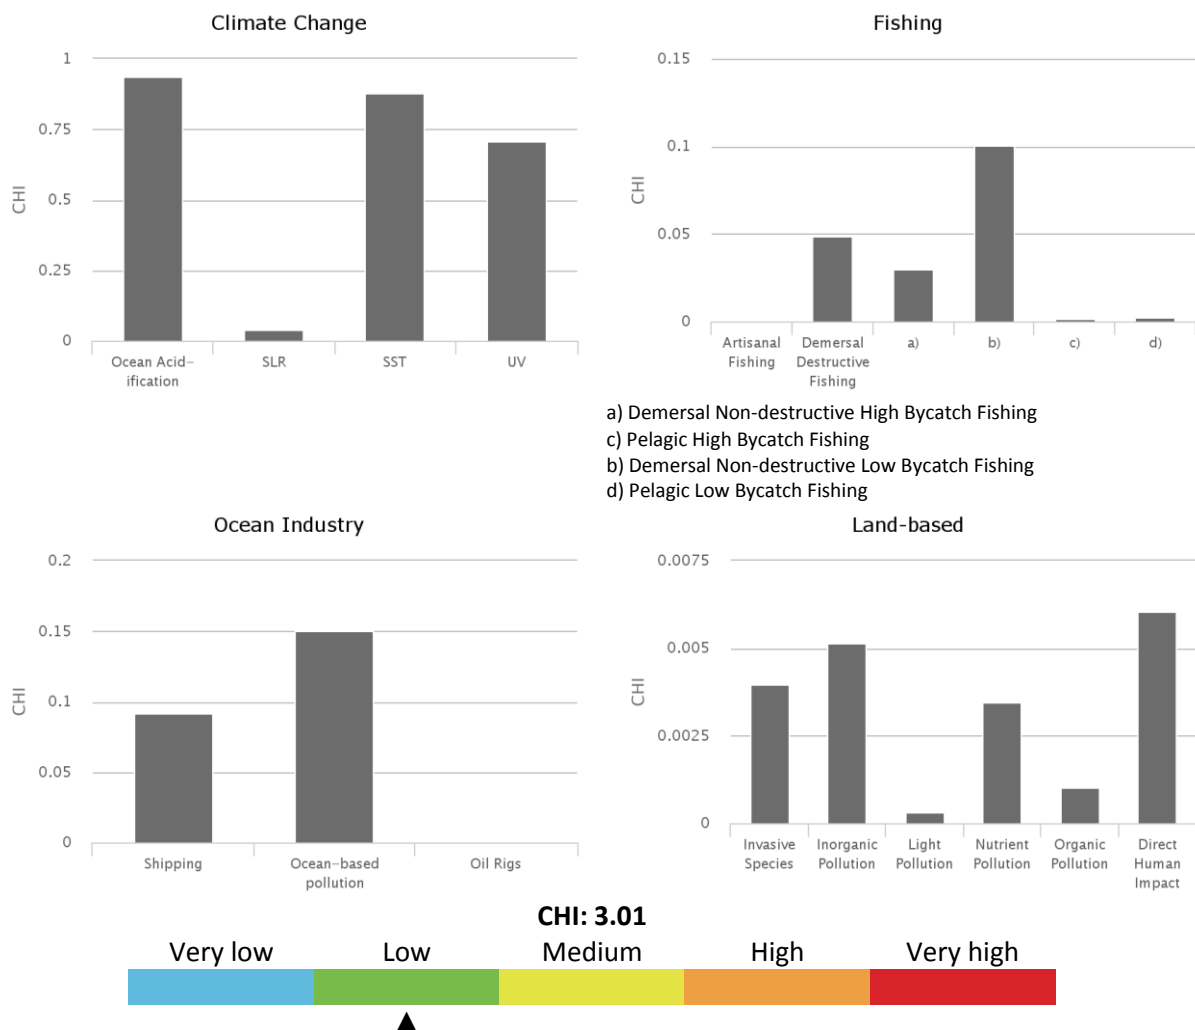 Climate Change
CHI
1
0.75
0.5
0.25
0
Ocean Acid-
ification
SLR
SST
UV
Fishing
CHI
0.15
0.1
0.05
0
Artisanal
Fishing
Demersal
Destructive
Fishing
a)
b)
c)
d)
a) Demersal Non-destructive High Bycatch Fishing
c) Pelagic High Bycatch Fishing
b) Demersal Non-destructive Low Bycatch Fishing
d) Pelagic Low Bycatch Fishing
Ocean Industry
CHI
0.2
0.15
0.1
0.05
0
Shipping
Ocean-based
pollution
Oil Rigs
Land-based
CHI
0.0075
0.005
0.0025
0
Invasive
Species
Inorganic
Pollution
Light
Pollution
Nutrient
Pollution
Organic
Pollution
Direct
Human
Impact
CHI: 3.01
Very low Low Medium High Very high